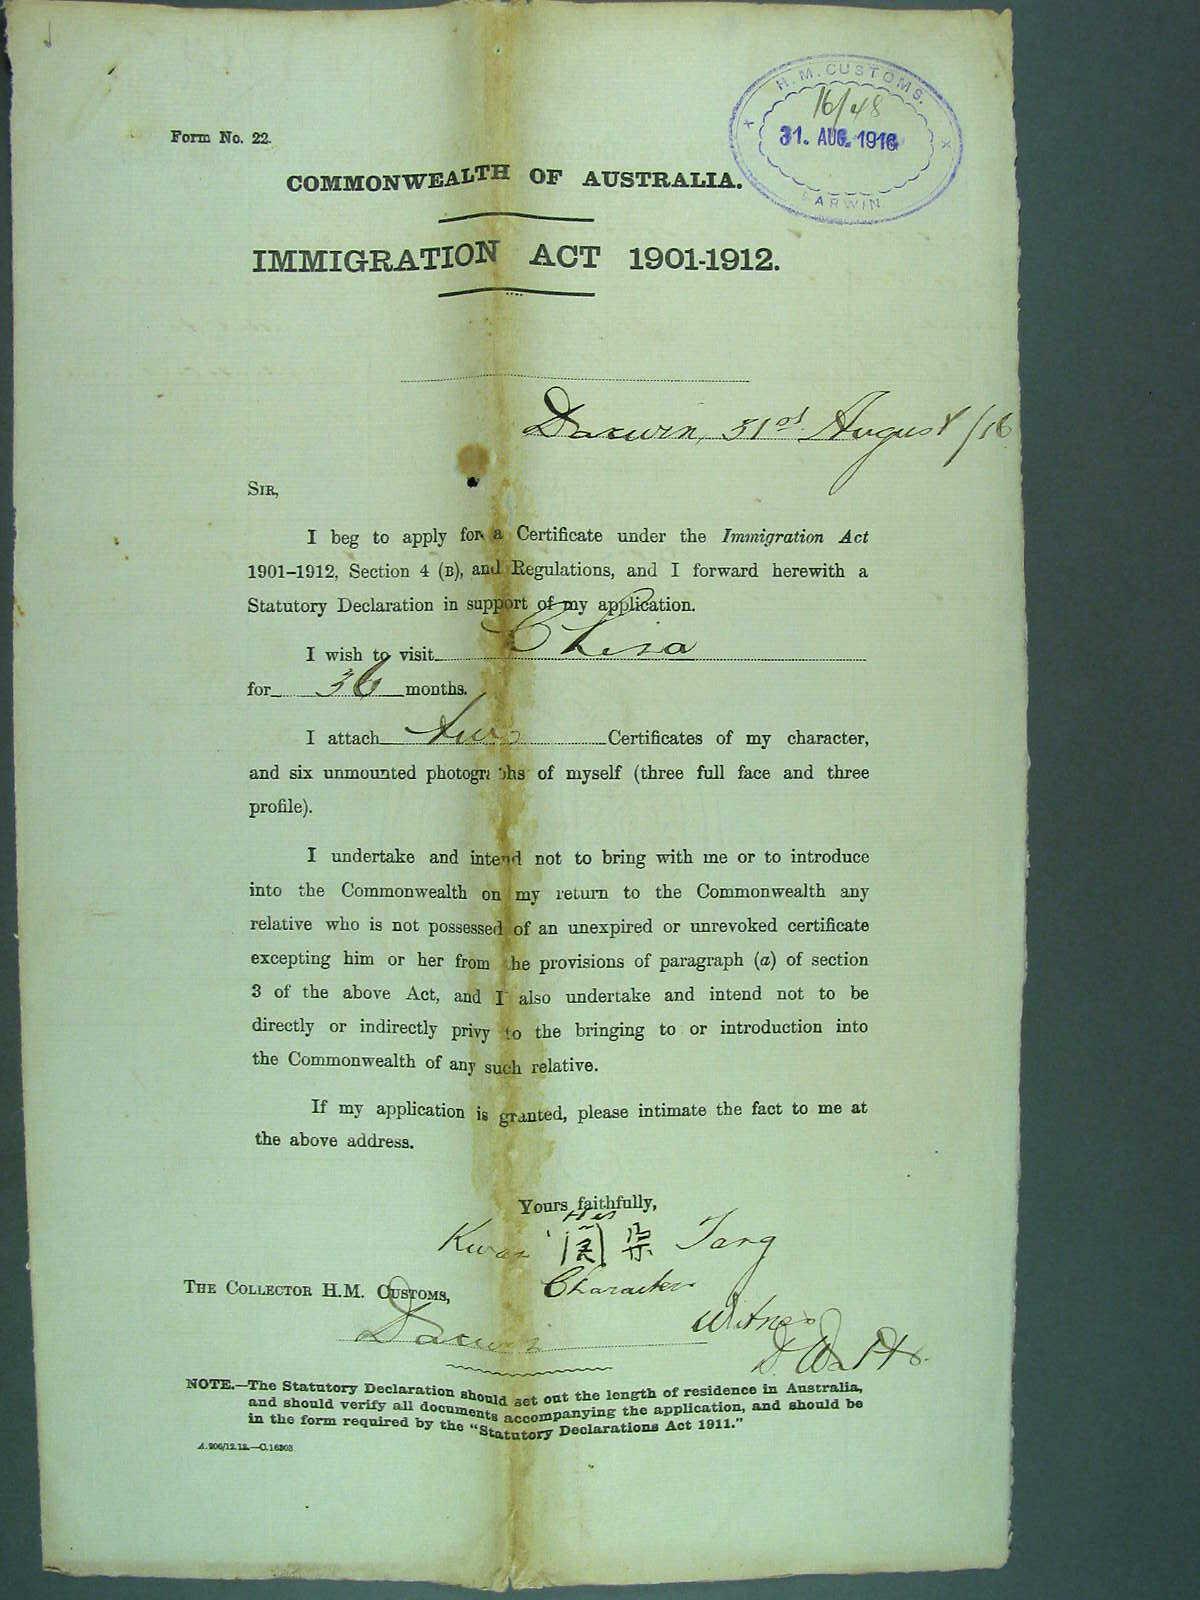 H.M. CUSTOMS.
16/48
31. AUG. 1916
DARWIN
Form No. 22.
COMMONWEALTH OF AUSTRALIA.
IMMIGRATION ACT 1901-1912.
Darwin, 31st August /16
SIR,
I beg to apply for a Certificate under the Immigration Act
1901–1912, Section 4 (B), and Regulations, and I forward herewith a
Statutory Declaration in support of my application.
I wish to visit China
for 36 months.
I attach two Certificates of my character,
and six unmounted photographs of myself (three full face and three
profile).
I undertake and intend not to bring with me or to introduce
into the Commonwealth on my return to the Commonwealth any
relative who is not possessed of an unexpired or unrevoked certificate
excepting him or her from the provisions of paragraph (a) of section
3 of the above Act, and I also undertake and intend not to be
directly or indirectly privy to the bringing to or introduction into
the Commonwealth of any such relative.
If my application is granted, please intimate the fact to me at
the above address.
Yours faithfully,
His
Kwan 宗 Tang
Character
THE COLLECTOR H.M. CUSTOMS,
Witness
Darwin
NOTE.—The Statutory Declaration should set out the length of residence in Australia,
and should verify all documents accompanying the application, and should be
in the form required by the "Statutory Declarations Act 1911."
A.206/12.12.—C.16303